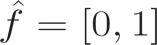 f̂ = [0, 1]